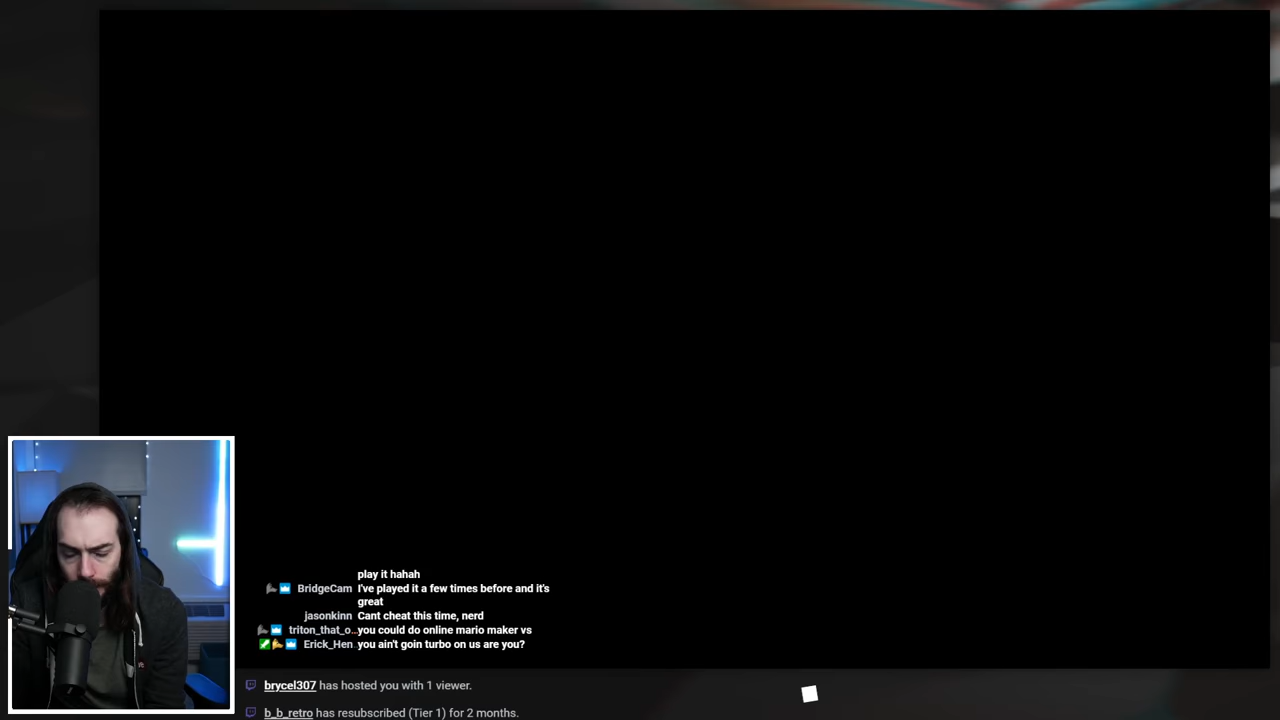 play it hahah
BridgeCam I've played it a few times before and it's
great
jasonkinn Cant cheat this time, nerd
triton_that_o… you could do online mario maker vs
Erick_Hen you ain't goin turbo on us are you?
brycel307 has hosted you with 1 viewer.
b_b_retro has resubscribed (Tier 1) for 2 months.